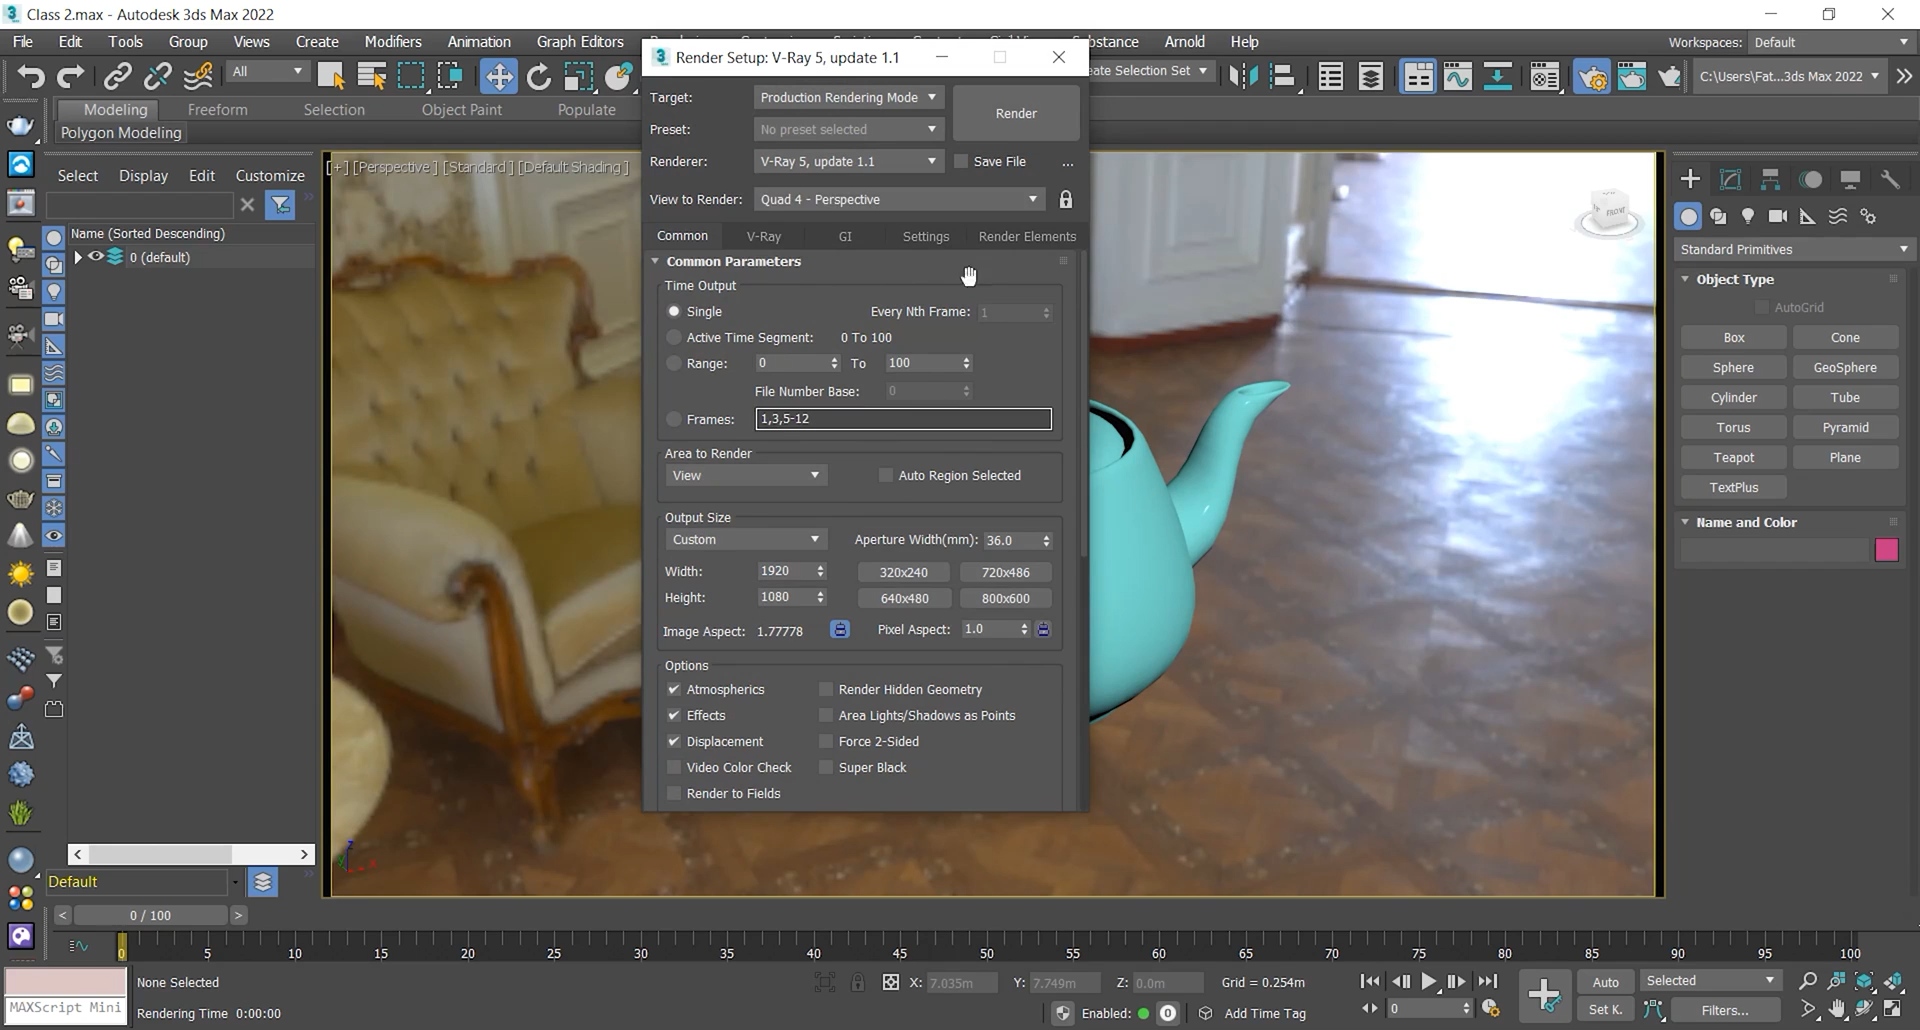 Class 2.max - Autodesk 3ds Max 2022
File Edit Tools Group Views Create Modifiers Animation Graph Editors
Substance Arnold Help
Workspaces: Default
Render Setup: V-Ray 5, update 1.1
All
eate Selection Set
C:\Users\Fat...3ds Max 2022
Modeling Freeform Selection Object Paint Populate
Polygon Modeling
Target: Production Rendering Mode
Render
Preset: No preset selected
Renderer: V-Ray 5, update 1.1 Save File ...
View to Render: Quad 4 - Perspective
Common V-Ray GI Settings Render Elements
Common Parameters
Time Output
Single Every Nth Frame: 1
Active Time Segment: 0 To 100
Range: 0 To 100
File Number Base: 0
Frames: 1,3,5-12
Area to Render
View Auto Region Selected
Output Size
Custom Aperture Width(mm): 36.0
Width: 1920 320x240 720x486
Height: 1080 640x480 800x600
Image Aspect: 1.77778 Pixel Aspect: 1.0
Options
Atmospherics Render Hidden Geometry
Effects Area Lights/Shadows as Points
Displacement Force 2-Sided
Video Color Check Super Black
Render to Fields
Select Display Edit Customize
Name (Sorted Descending)
0 (default)
[+] [Perspective ] [Standard ] [Default Shading ]
FRONT
Standard Primitives
Object Type
AutoGrid
Box Cone
Sphere GeoSphere
Cylinder Tube
Torus Pyramid
Teapot Plane
TextPlus
Name and Color
z
x
y
Default
< 0 / 100 >
0 5 10 15 20 25 30 35 40 45 50 55 60 65 70 75 80 85 90 95 100
None Selected
X: 7.035m Y: 7.749m Z: 0.0m Grid = 0.254m
Auto Selected
MAXScript Mini
Rendering Time 0:00:00
Enabled: 0 Add Time Tag
0
Set K. Filters...